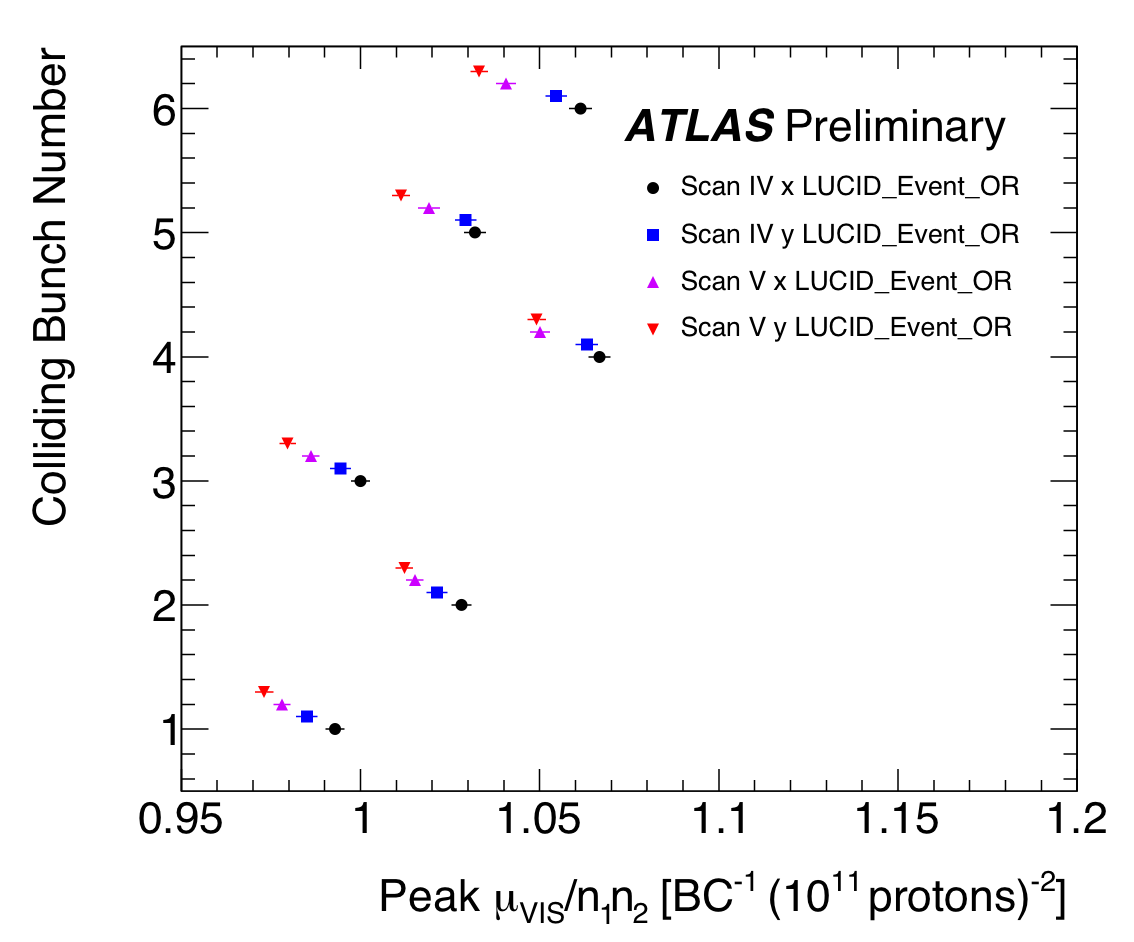 Colliding Bunch Number
6
5
4
3
2
1
ATLAS Preliminary
Scan IV x LUCID_Event_OR
Scan IV y LUCID_Event_OR
Scan V x LUCID_Event_OR
Scan V y LUCID_Event_OR
0.95 1 1.05 1.1 1.15 1.2
Peak μVIS/n1n2 [BC-1 (1011 protons)-2]